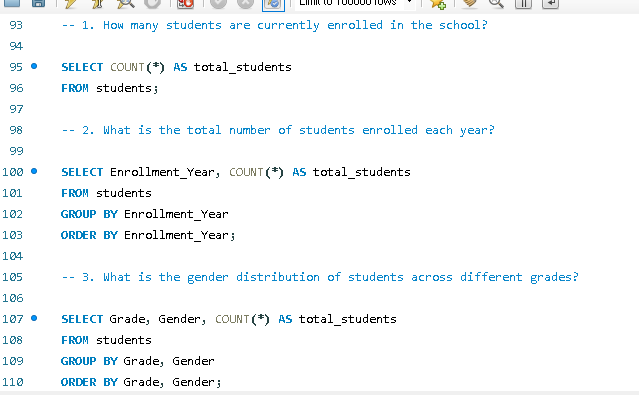 Limit to 1000000 rows
93 -- 1. How many students are currently enrolled in the school?
94
95 SELECT COUNT(*) AS total_students
96 FROM students;
97
98 -- 2. What is the total number of students enrolled each year?
99
100 SELECT Enrollment_Year, COUNT(*) AS total_students
101 FROM students
102 GROUP BY Enrollment_Year
103 ORDER BY Enrollment_Year;
104
105 -- 3. What is the gender distribution of students across different grades?
106
107 SELECT Grade, Gender, COUNT(*) AS total_students
108 FROM students
109 GROUP BY Grade, Gender
110 ORDER BY Grade, Gender;